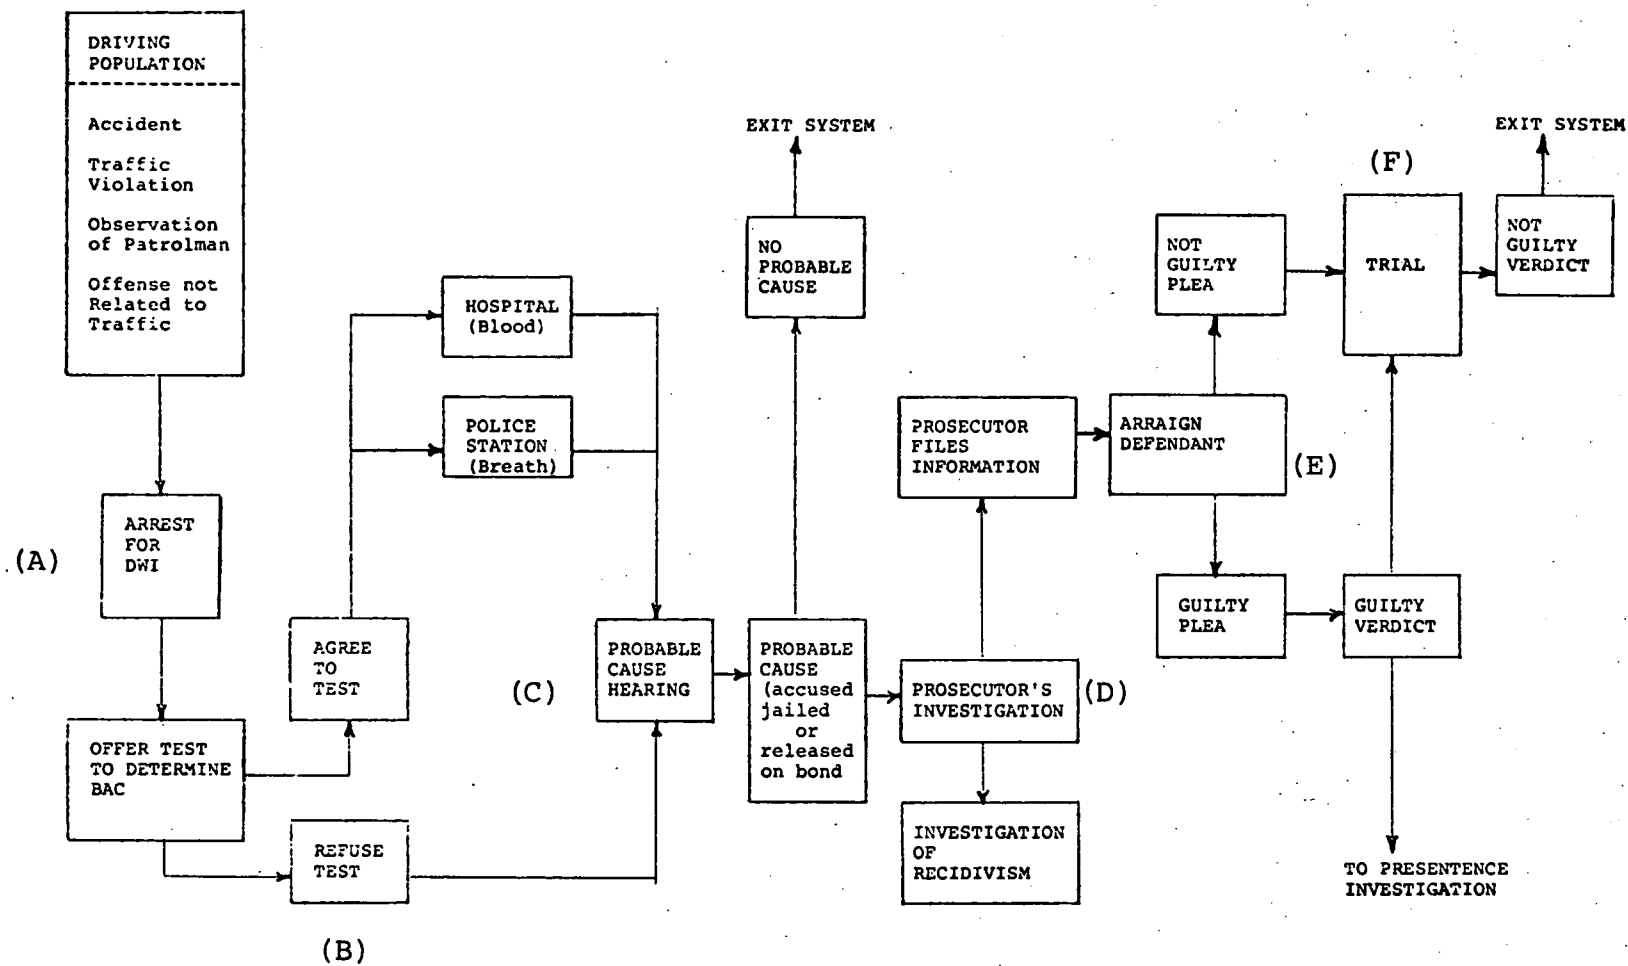 DRIVING
POPULATION
Accident
Traffic
Violation
Observation
of Patrolman
Offense not
Related to
Traffic
(A)
ARREST
FOR
DWI
OFFER TEST
TO DETERMINE
BAC
AGREE
TO
TEST
REFUSE
TEST
(B)
HOSPITAL
(Blood)
POLICE
STATION
(Breath)
(C)
PROBABLE
CAUSE
HEARING
EXIT SYSTEM
NO
PROBABLE
CAUSE
PROBABLE
CAUSE
(accused
jailed
or
released
on bond
PROSECUTOR'S
INVESTIGATION
(D)
INVESTIGATION
OF
RECIDIVISM
PROSECUTOR
FILES
INFORMATION
ARRAIGN
DEFENDANT
(E)
NOT
GUILTY
PLEA
GUILTY
PLEA
(F)
TRIAL
GUILTY
VERDICT
EXIT SYSTEM
NOT
GUILTY
VERDICT
TO PRESENTENCE
INVESTIGATION